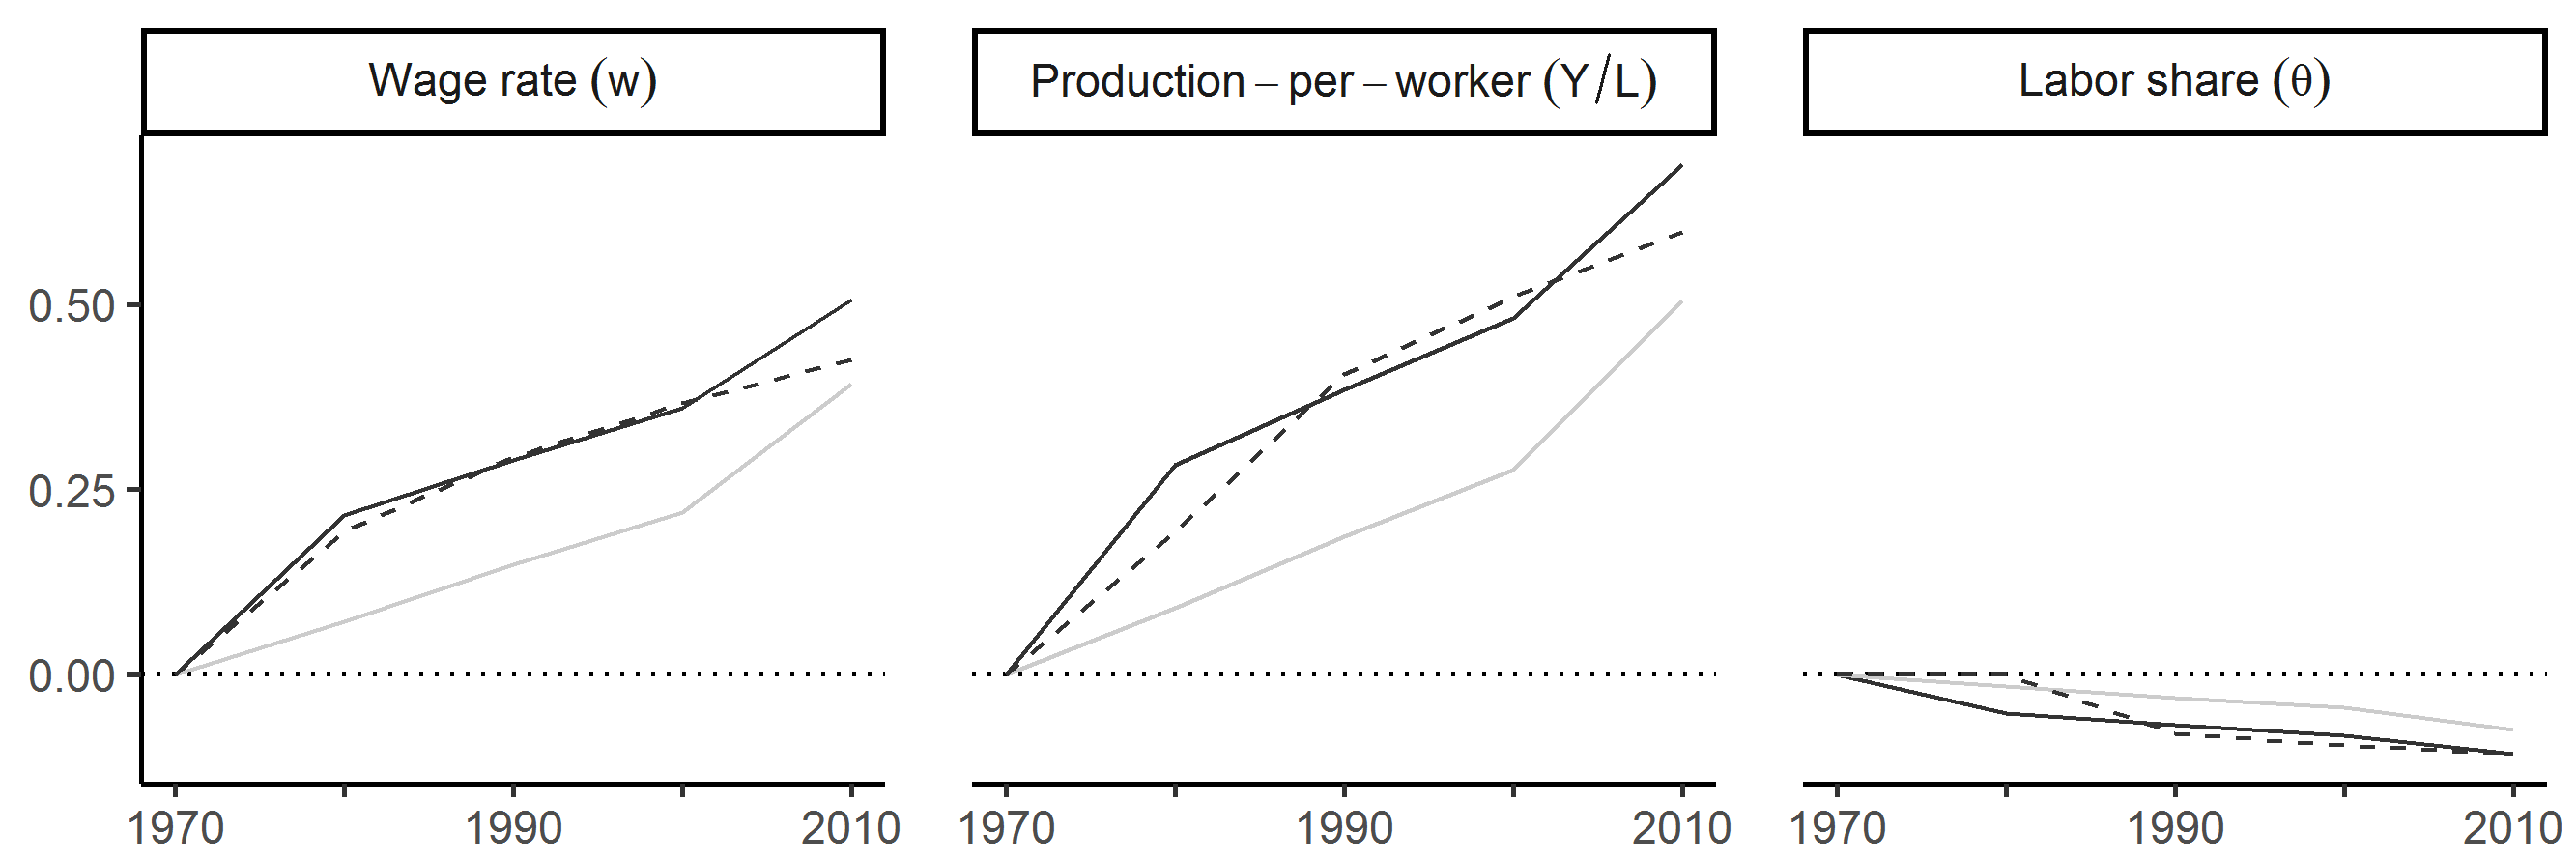 Wage rate (w)
Production – per – worker (Y/L)
Labor share (θ)
0.50
0.25
0.00
1970 1990 2010
1970 1990 2010
1970 1990 2010